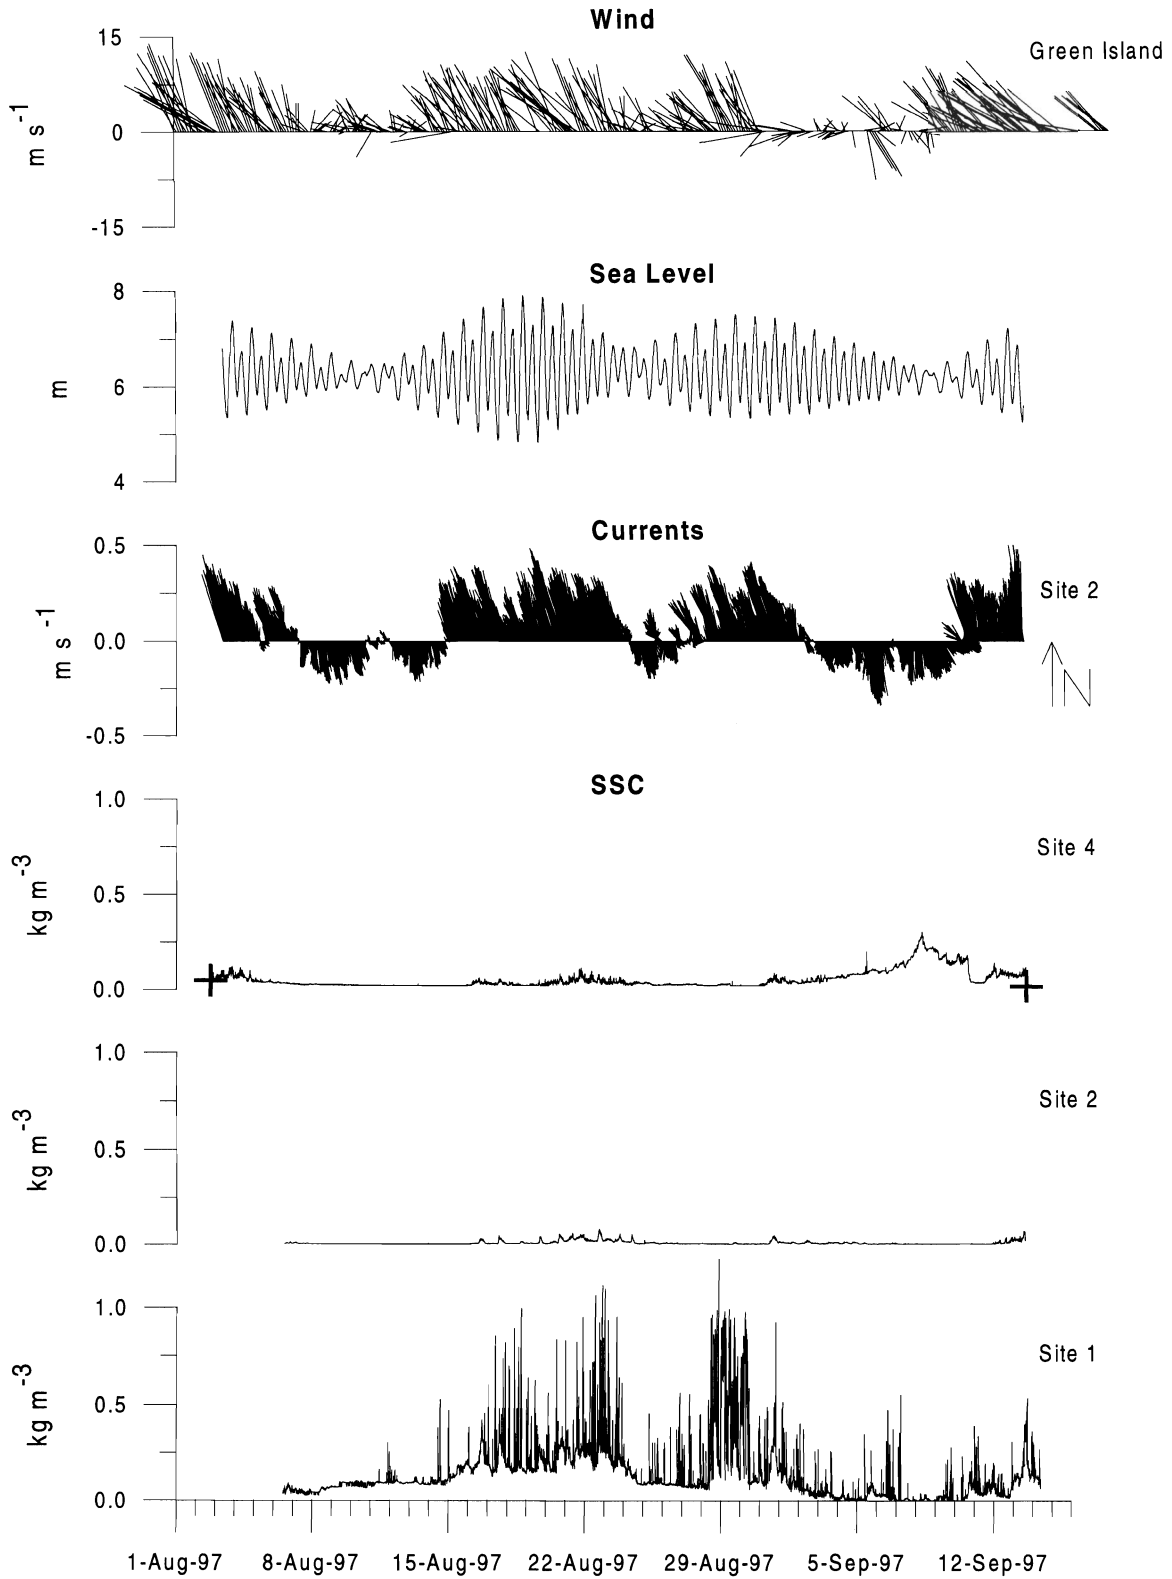 Wind
15
Green Island
0
m s-1
-15
Sea Level
8
6
m
4
Currents
0.5
Site 2
0.0
m s-1
N
-0.5
SSC
1.0
Site 4
0.5
kg m-3
0.0
1.0
Site 2
0.5
kg m-3
0.0
1.0
Site 1
0.5
kg m-3
0.0
1-Aug-97 8-Aug-97 15-Aug-97 22-Aug-97 29-Aug-97 5-Sep-97 12-Sep-97